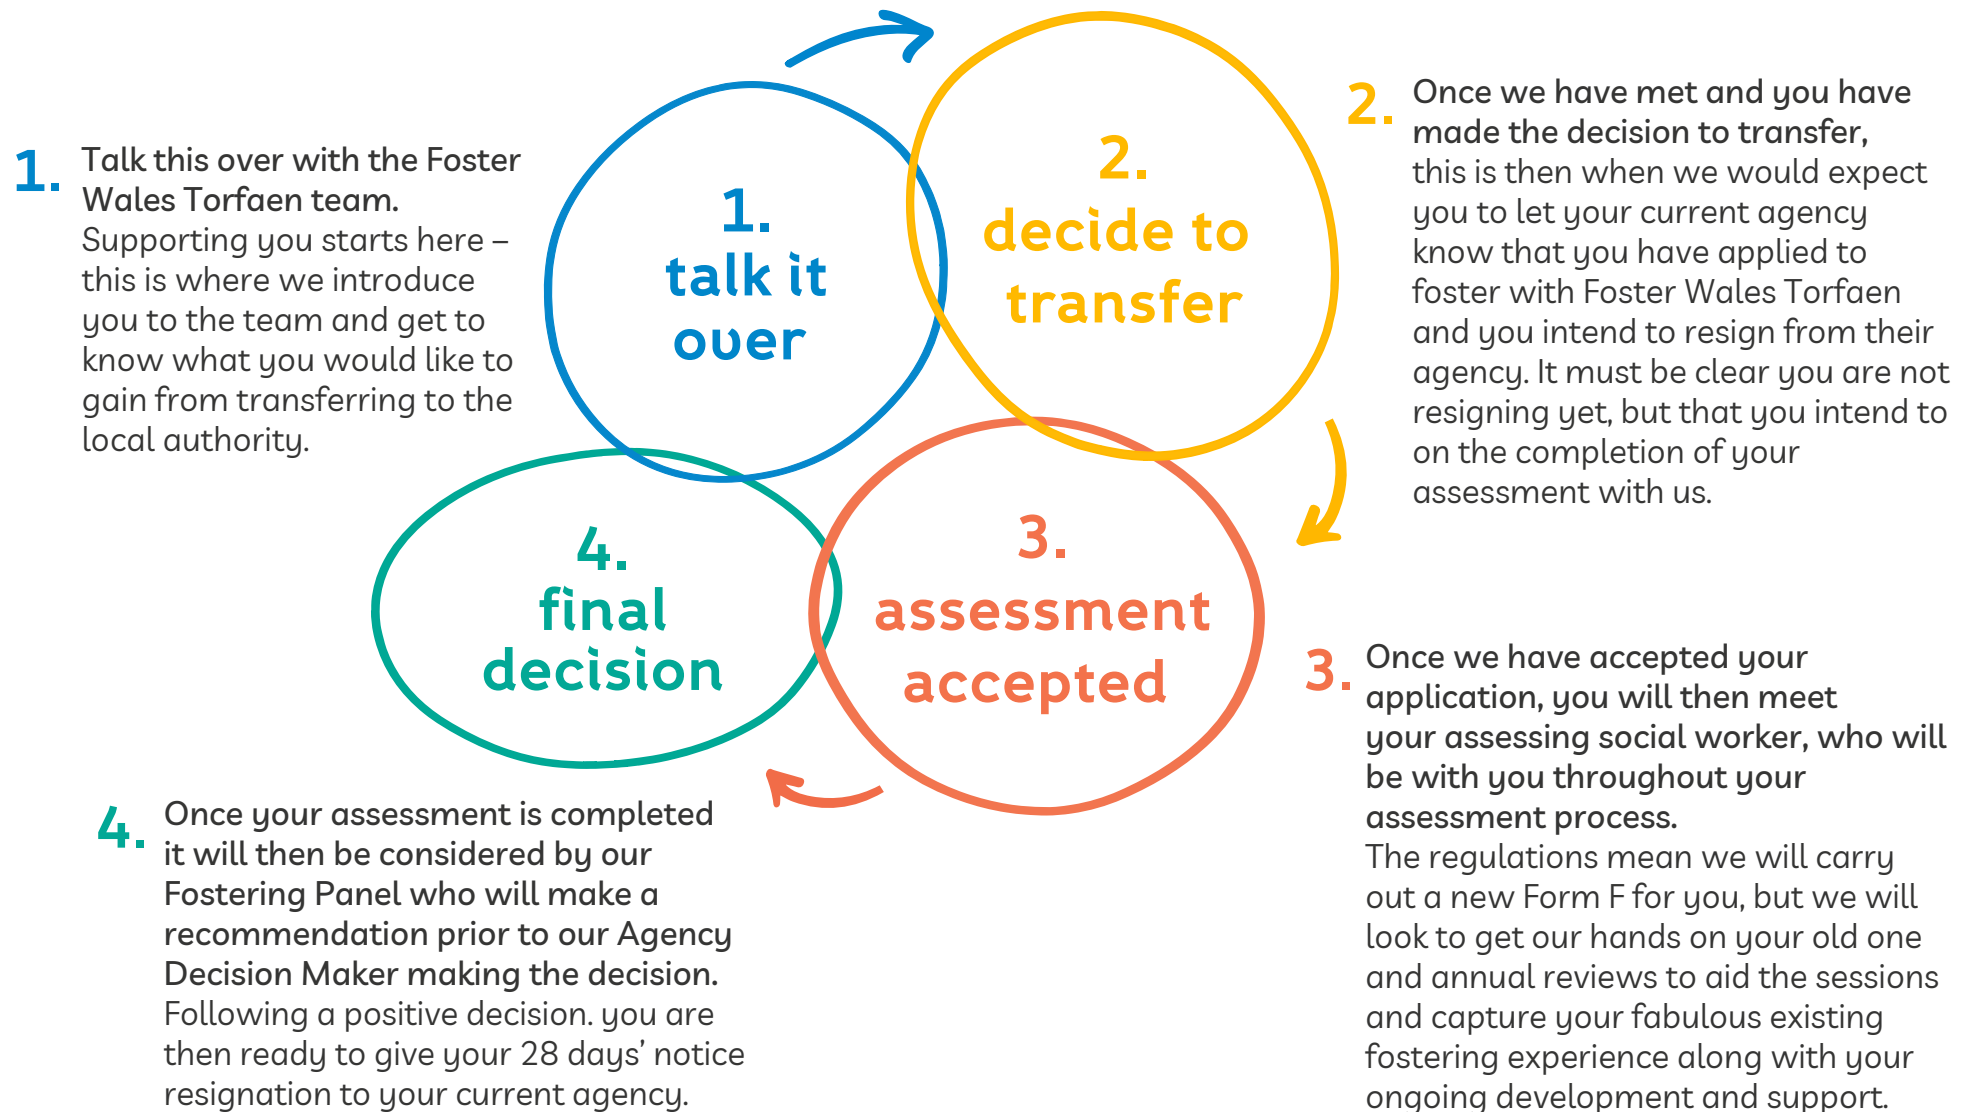 1.
Talk this over with the Foster
Wales Torfaen team.
Supporting you starts here –
this is where we introduce
you to the team and get to
know what you would like to
gain from transferring to the
local authority.
1.
talk it
over
2.
decide to
transfer
2.
Once we have met and you have
made the decision to transfer,
this is then when we would expect
you to let your current agency
know that you have applied to
foster with Foster Wales Torfaen
and you intend to resign from their
agency. It must be clear you are not
resigning yet, but that you intend to
on the completion of your
assessment with us.
3.
assessment
accepted
3.
Once we have accepted your
application, you will then meet
your assessing social worker, who will
be with you throughout your
assessment process.
The regulations mean we will carry
out a new Form F for you, but we will
look to get our hands on your old one
and annual reviews to aid the sessions
and capture your fabulous existing
fostering experience along with your
ongoing development and support.
4.
final
decision
4.
Once your assessment is completed
it will then be considered by our
Fostering Panel who will make a
recommendation prior to our Agency
Decision Maker making the decision.
Following a positive decision. you are
then ready to give your 28 days’ notice
resignation to your current agency.